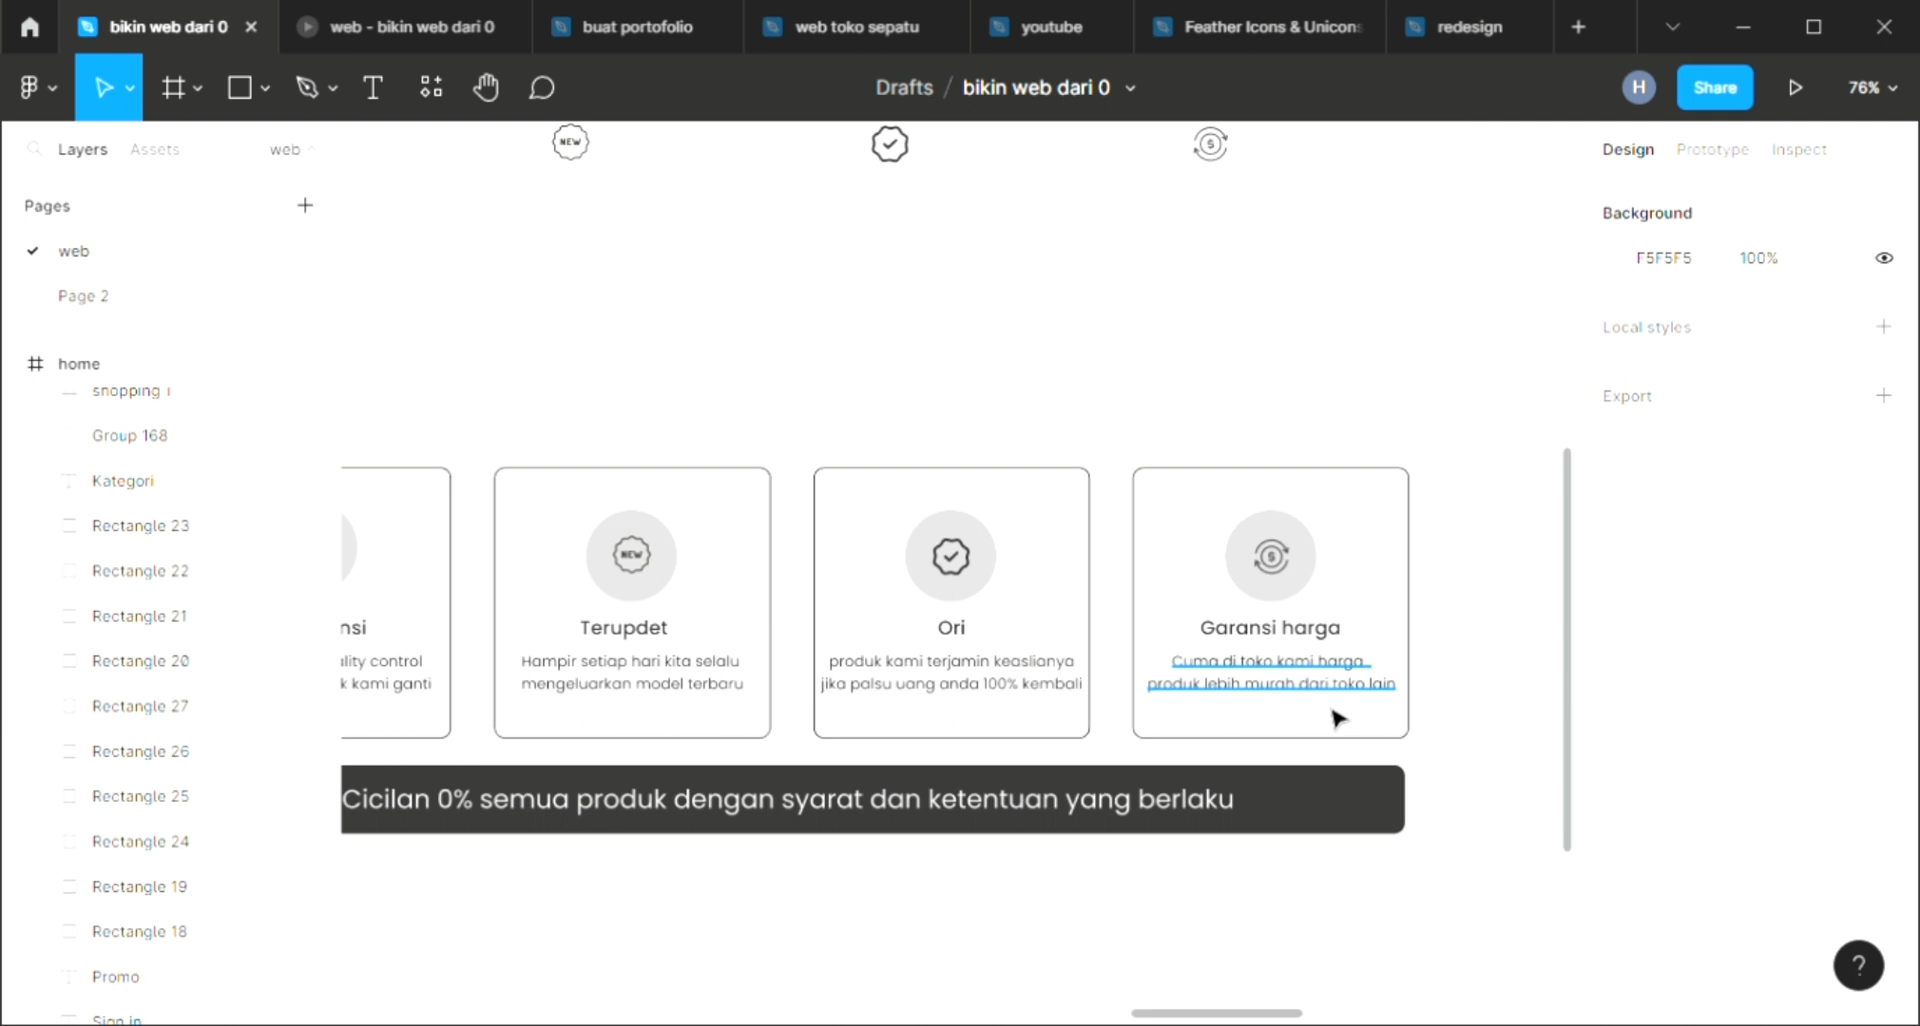 bikin web dari 0
web - bikin web dari 0
buat portofolio
web toko sepatu
youtube
Feather Icons & Unicons
redesign
Drafts / bikin web dari 0
H
Share
76%
Layers
Assets
web
Design
Prototype
Inspect
Pages
web
Page 2
home
shopping
Group 168
Kategori
Rectangle 23
Rectangle 22
Rectangle 21
Rectangle 20
Rectangle 27
Rectangle 26
Rectangle 25
Rectangle 24
Rectangle 19
Rectangle 18
Promo
Sign in
NEW
$
nsi
ility control
k kami ganti
NEW
Terupdet
Hampir setiap hari kita selalu
mengeluarkan model terbaru
Ori
produk kami terjamin keaslianya
jika palsu uang anda 100% kembali
$
Garansi harga
Cuma di toko kami harga
produk lebih murah dari toko lain
Cicilan 0% semua produk dengan syarat dan ketentuan yang berlaku
Background
F5F5F5
100%
Local styles
Export
?